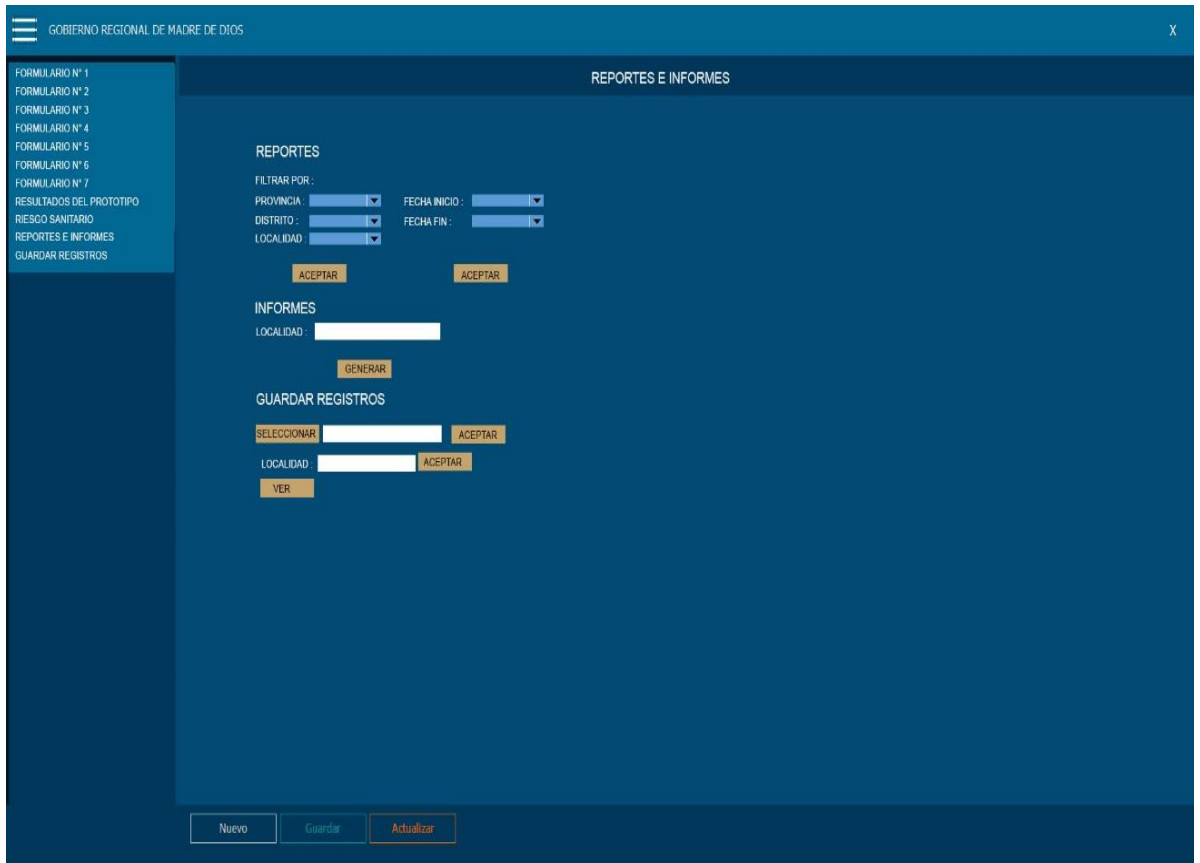 GOBIERNO REGIONAL DE MADRE DE DIOS
X
FORMULARIO N° 1
FORMULARIO N° 2
FORMULARIO N° 3
FORMULARIO N° 4
FORMULARIO N° 5
FORMULARIO N° 6
FORMULARIO N° 7
RESULTADOS DEL PROTOTIPO
RIESGO SANITARIO
REPORTES E INFORMES
GUARDAR REGISTROS
REPORTES E INFORMES
REPORTES
FILTRAR POR :
PROVINCIA : FECHA INICIO :
DISTRITO : FECHA FIN :
LOCALIDAD :
ACEPTAR ACEPTAR
INFORMES
LOCALIDAD :
GENERAR
GUARDAR REGISTROS
SELECCIONAR ACEPTAR
LOCALIDAD : ACEPTAR
VER
Nuevo Guardar Actualizar